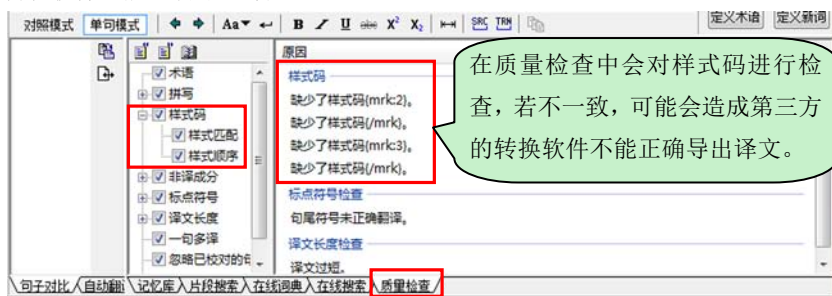 对照模式 单句模式 Aa B U abc X² X₂ SRC TRN 定义术语 定义新词
原因
术语
拼写
样式码
样式匹配
样式顺序
非译成分
标点符号
译文长度
一句多译
忽略已校对的
样式码
缺少了样式码(mrk:2)。
缺少了样式码(/mrk)。
缺少了样式码(mrk:3)。
缺少了样式码(/mrk)。
标点符号检查
句尾符号未正确翻译。
译文长度检查
译文过短。
在质量检查中会对样式码进行检
查，若不一致，可能会造成第三方
的转换软件不能正确导出译文。
句子对比 自动翻 记忆库 片段搜索 在线词典 在线搜索 质量检查